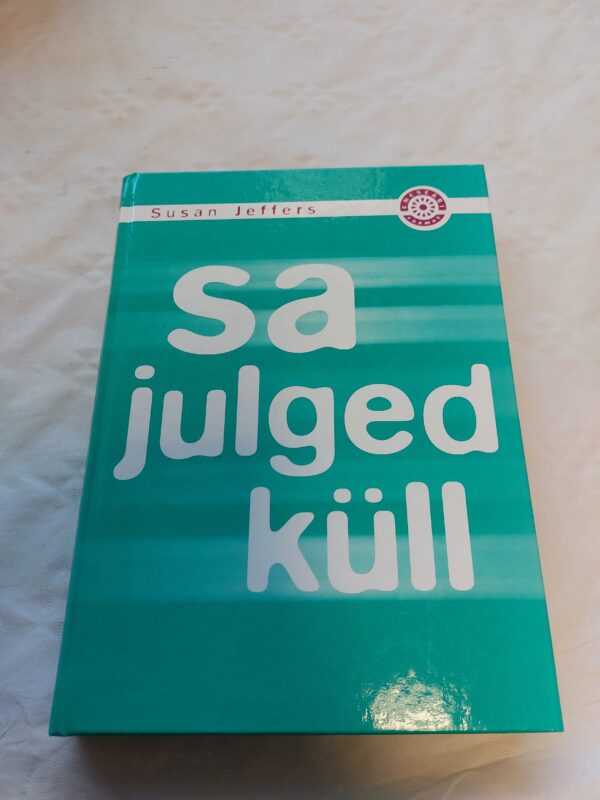 Susan Jeffers
sa
julged
küll